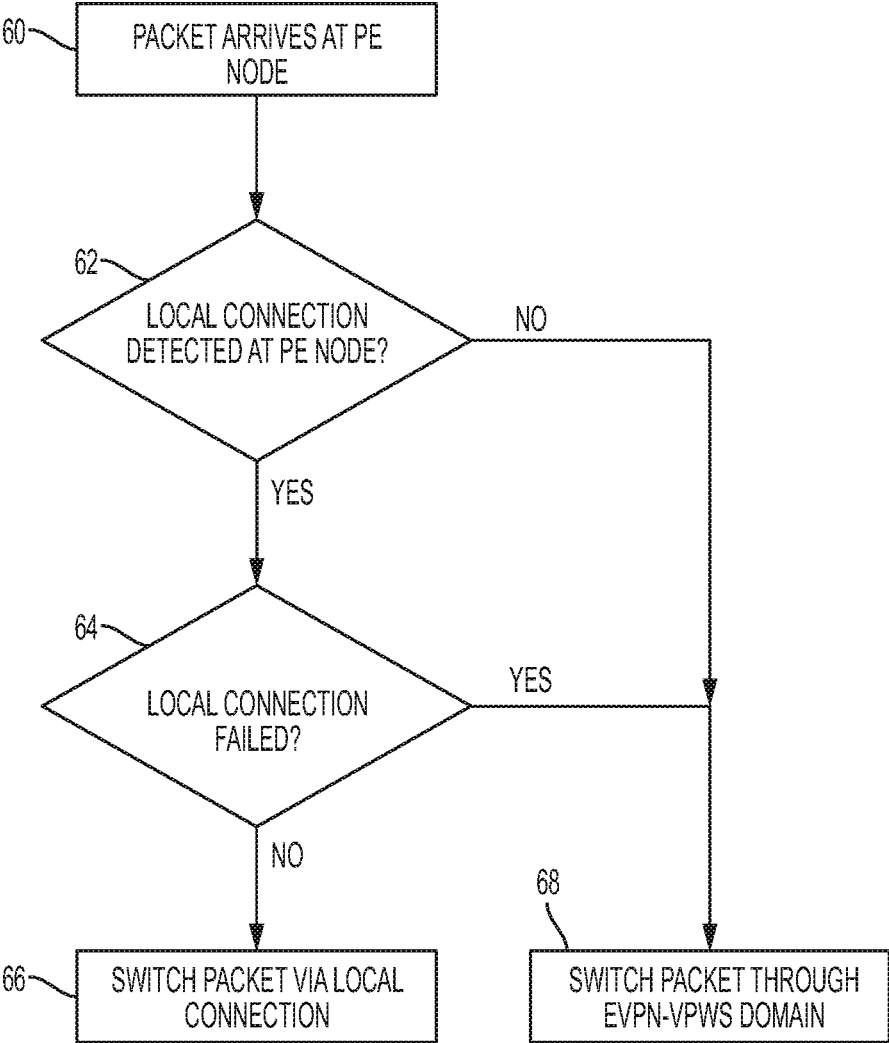 60
PACKET ARRIVES AT PE
NODE
62
LOCAL CONNECTION
DETECTED AT PE NODE?
NO
YES
64
LOCAL CONNECTION
FAILED?
YES
NO
66
SWITCH PACKET VIA LOCAL
CONNECTION
68
SWITCH PACKET THROUGH
EVPN-VPWS DOMAIN